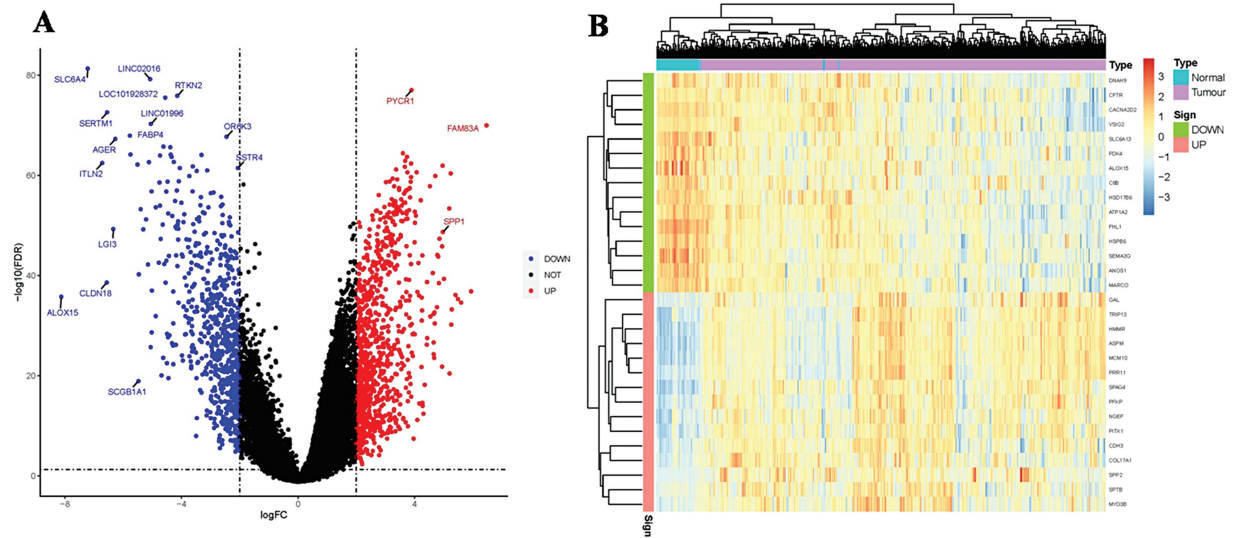 A
SLC6A4
LINC02016
RTKN2
LOC101928372
SERTM1
LINC01996
FABP4
OR6K3
AGER
SSTR4
ITLN2
LGI3
CLDN18
ALOX15
SCGB1A1
PYCR1
FAM83A
SPP1
80
60
40
20
0
−log10(FDR)
−8
−4
0
4
logFC
DOWN
NOT
UP
B
Type
DNAH9
CFTR
CACNA2D2
VSIG2
SLC6A13
PDK4
ALOX15
C8B
HSD17B6
ATP1A2
FHL1
HSPB6
SEMA3G
ANOS1
MARCO
GAL
TRIP13
HMMR
ASPM
MCM10
PRR11
SPAG4
PFKP
NGEF
PITX1
CDH3
COL17A1
SPP2
SPTB
MYO3B
Sign
3
2
1
0
−1
−2
−3
Type
Normal
Tumour
Sign
DOWN
UP